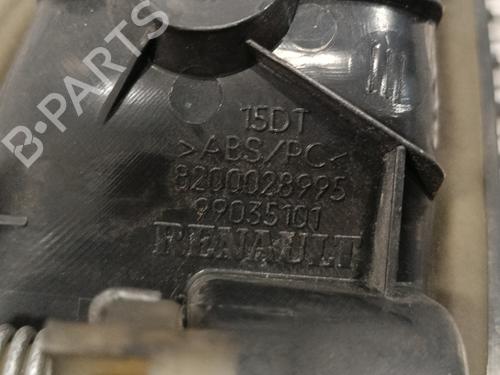 15DT
>ABS/PC<
8200028995
99035101
RENAULT
B-PARTS